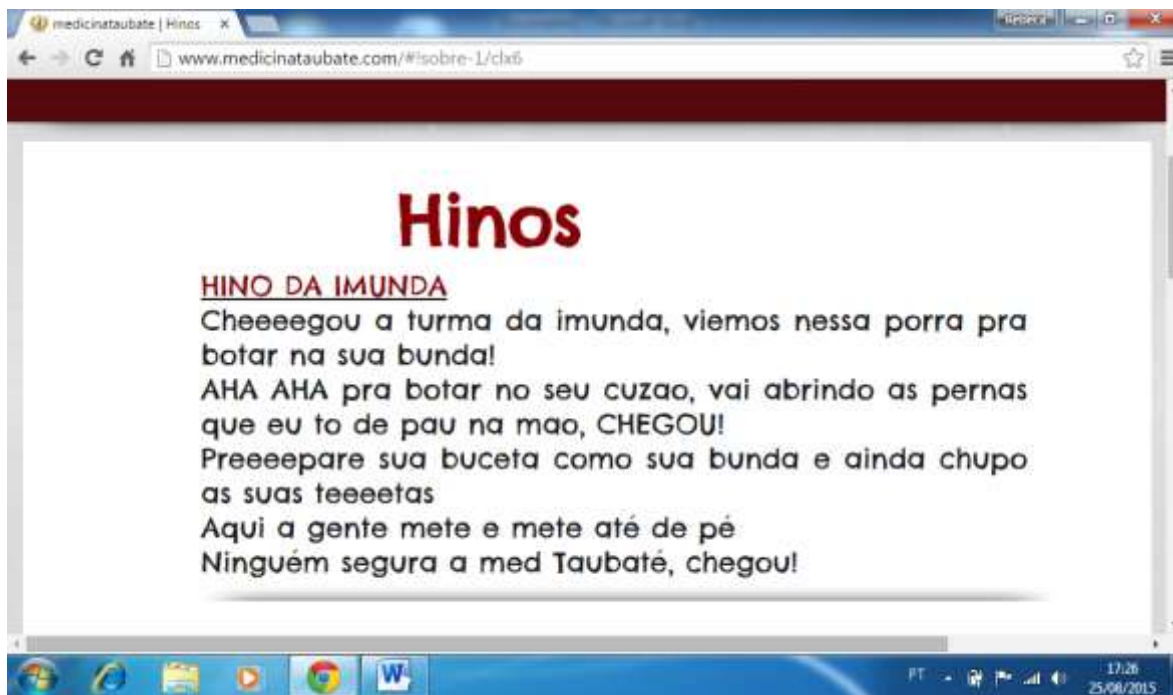 medicinataubate | Hinos
Rebeca
www.medicinataubate.com/#!sobre-1/clx6
Hinos
HINO DA IMUNDA
Cheeeegou a turma da imunda, viemos nessa porra pra
botar na sua bunda!
AHA AHA pra botar no seu cuzao, vai abrindo as pernas
que eu to de pau na mao, CHEGOU!
Preeeepare sua buceta como sua bunda e ainda chupo
as suas teeeetas
Aqui a gente mete e mete até de pé
Ninguém segura a med Taubaté, chegou!
W
PT
17:26
25/08/2015